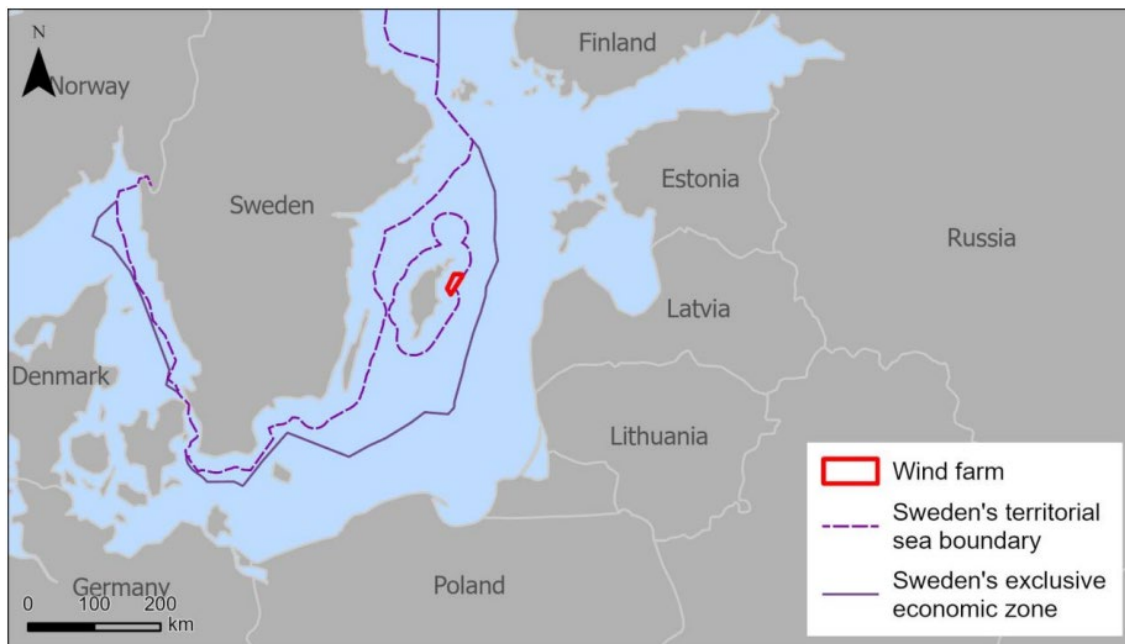 N
Norway
Finland
Sweden
Estonia
Russia
Latvia
Denmark
Lithuania
Germany
Poland
0 100 200
km
Wind farm
Sweden's territorial
sea boundary
Sweden's exclusive
economic zone